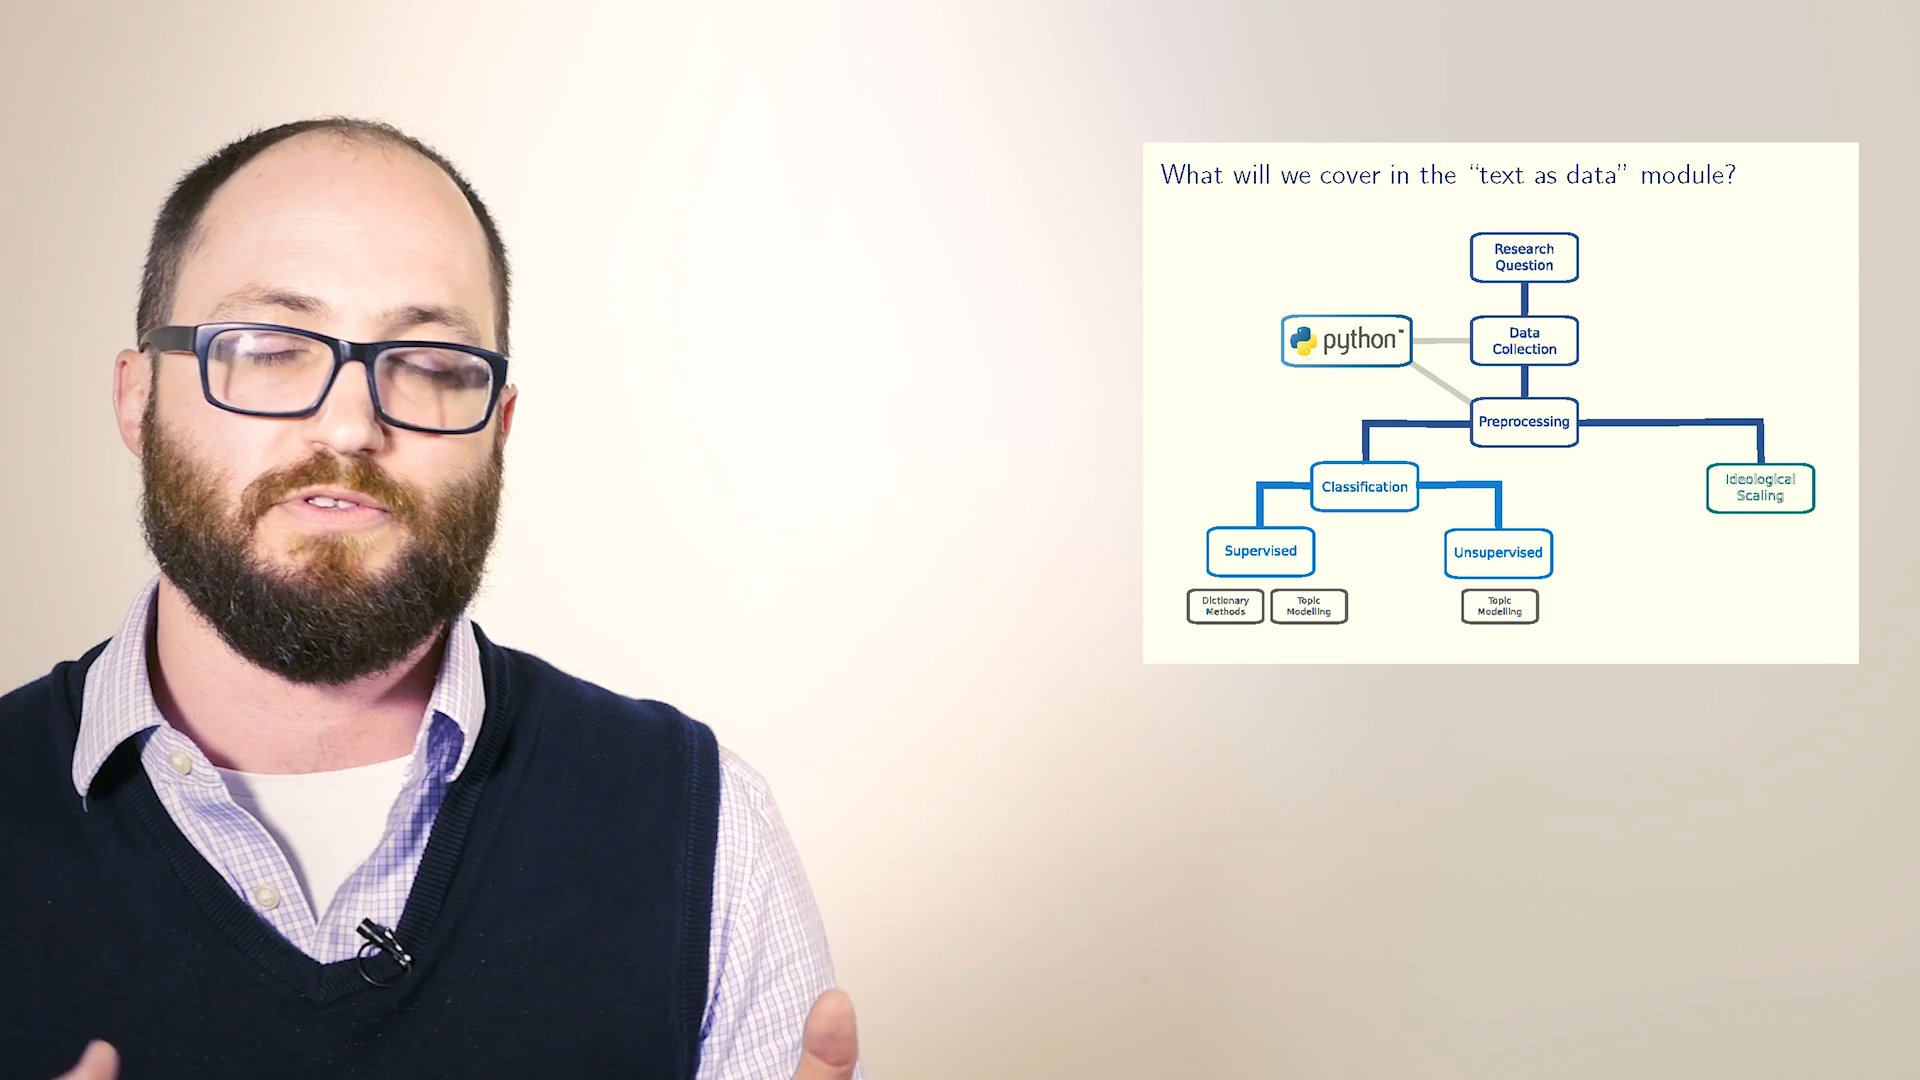 What will we cover in the “text as data” module?
Research
Question
python™
Data
Collection
Preprocessing
Classification
Ideological
Scaling
Supervised
Unsupervised
Dictionary
Methods
Topic
Modelling
Topic
Modelling